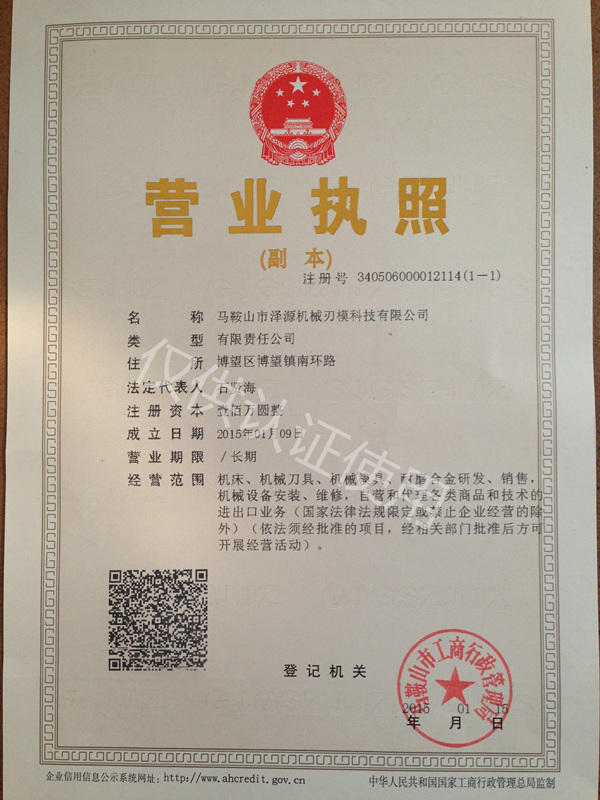 营业执照
(副 本)
注册号 340506000012114(1-1)
名称 马鞍山市泽源机械刃模科技有限公司
类型 有限责任公司
住所 博望区博望镇南环路
法定代表人 海
注册资本 壹佰万圆整
成立日期 2015年01月09日
营业期限 / 长期
经营范围 机床、机械刀具、机械模具、耐磨合金研发、销售，
机械设备安装、维修，自营和代理各类商品和技术的
进出口业务（国家法律法规限定或禁止企业经营的除
外）（依法须经批准的项目，经相关部门批准后方可
开展经营活动）。
仅供认证使用
登记机关
马鞍山市工商行政管理局
2015 01 15
年 月 日
企业信用信息公示系统网址：http://www.ahcredit.gov.cn
中华人民共和国国家工商行政管理总局监制